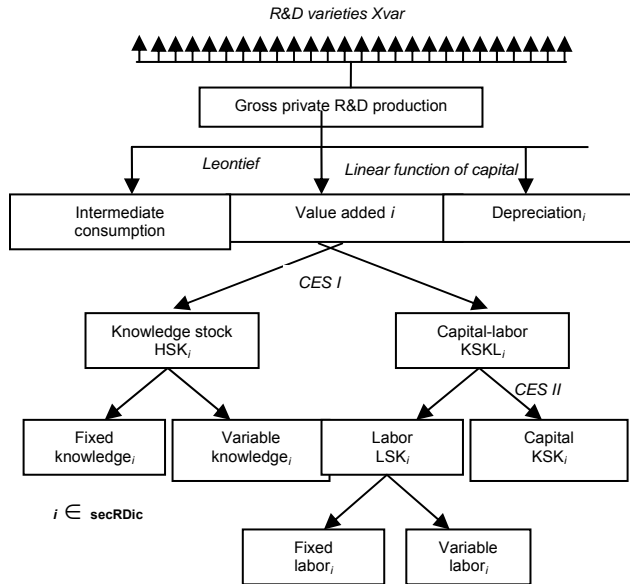 R&D varieties Xvar
Gross private R&D production
Leontief
Linear function of capital
Intermediate
consumption
Value added i
Depreciationi
CES I
Knowledge stock
HSKi
Capital-labor
KSKLi
CES II
Fixed
knowledgei
Variable
knowledgei
Labor
LSKi
Capital
KSKi
i ∈ secRDic
Fixed
labori
Variable
labori